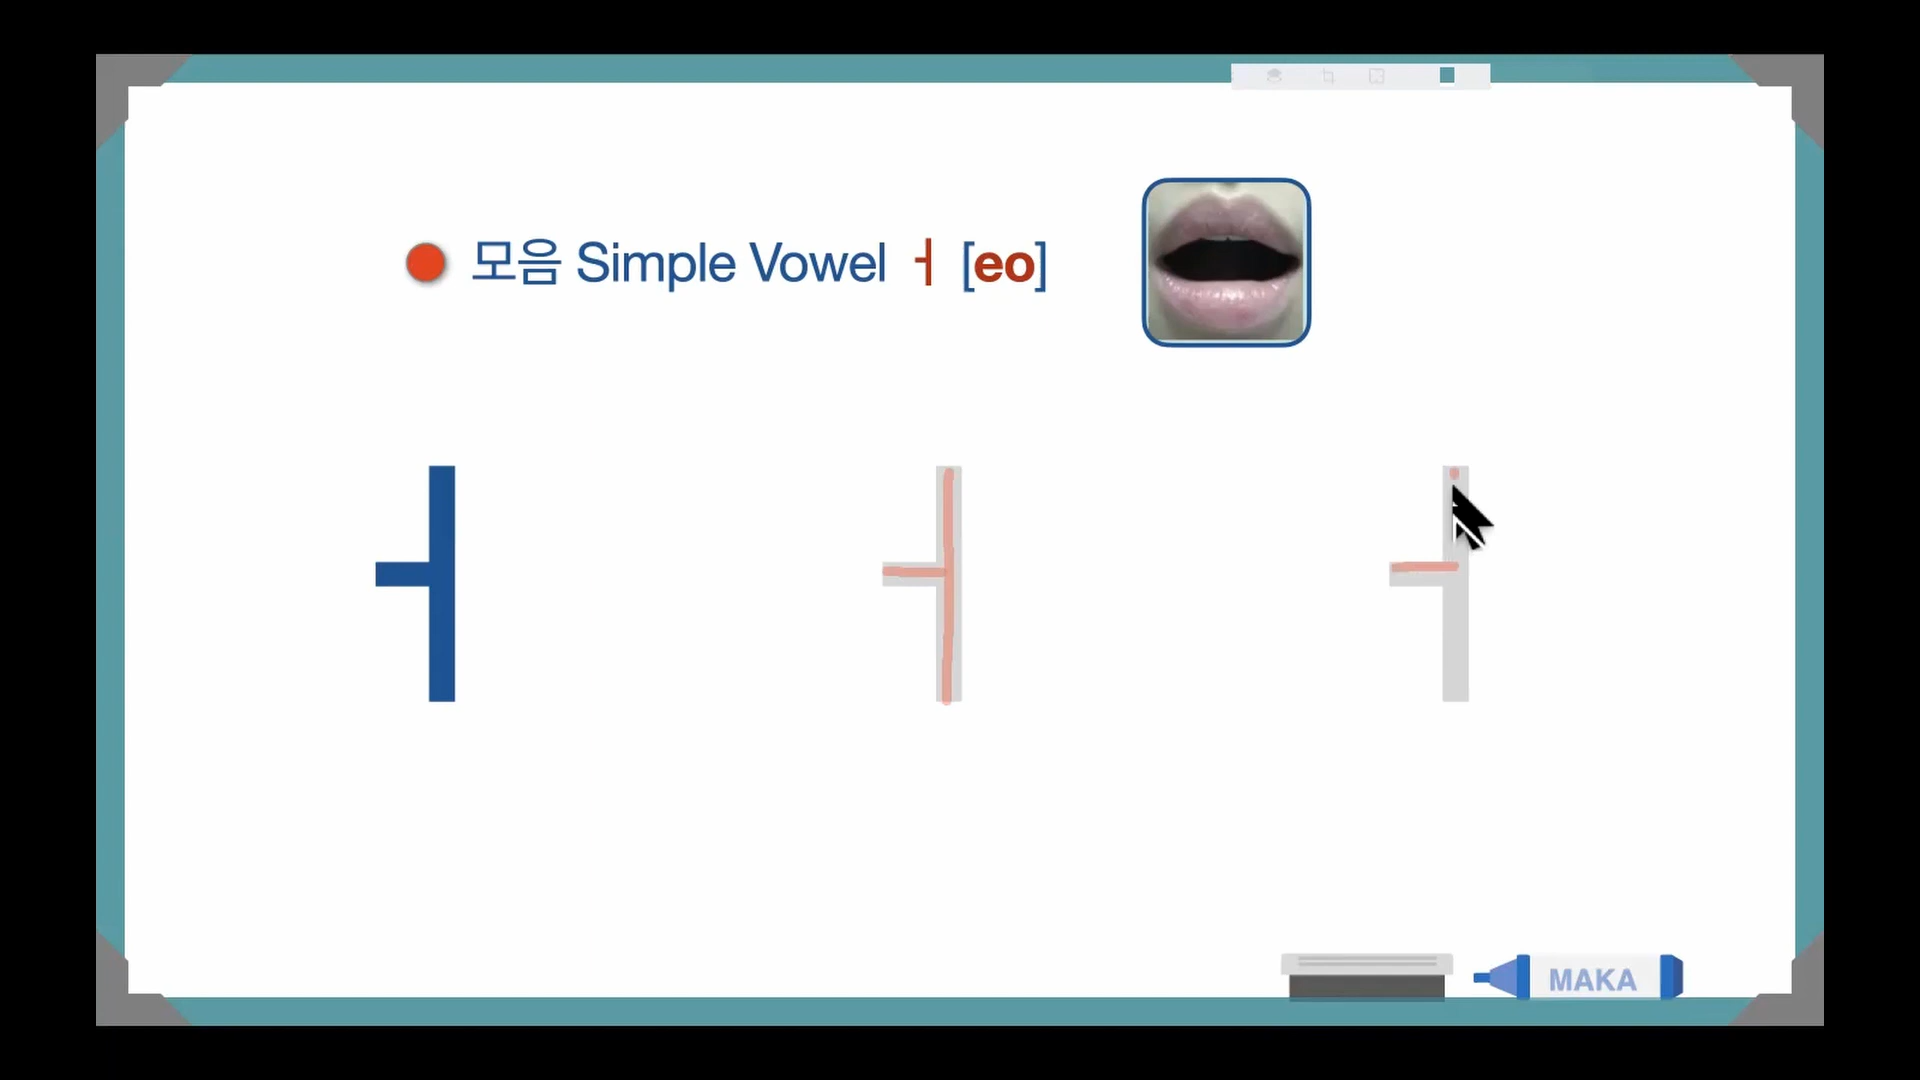 모음 Simple Vowel ㅓ [eo]
ㅓ ㅓ ㅓ
MAKA